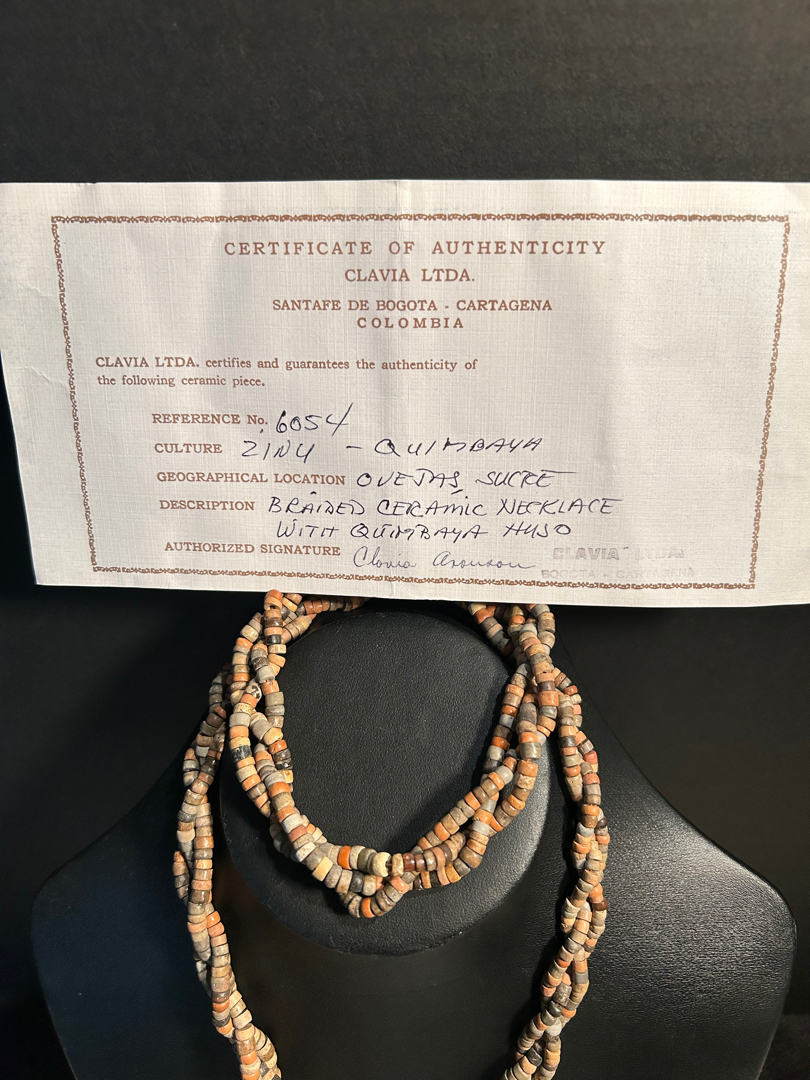 CERTIFICATE OF AUTHENTICITY
CLAVIA LTDA.
SANTAFE DE BOGOTA - CARTAGENA
COLOMBIA
CLAVIA LTDA. certifies and guarantees the authenticity of
the following ceramic piece.
REFERENCE No. 6054
CULTURE ZINU - QUIMBAYA
GEOGRAPHICAL LOCATION OVEJAS, SUCRE
DESCRIPTION BRAIDED CERAMIC NECKLACE
WITH QUIMBAYA HUSO
AUTHORIZED SIGNATURE Clavia Aronson CLAVIA LTDA.
BOGOTA - CARTAGENA